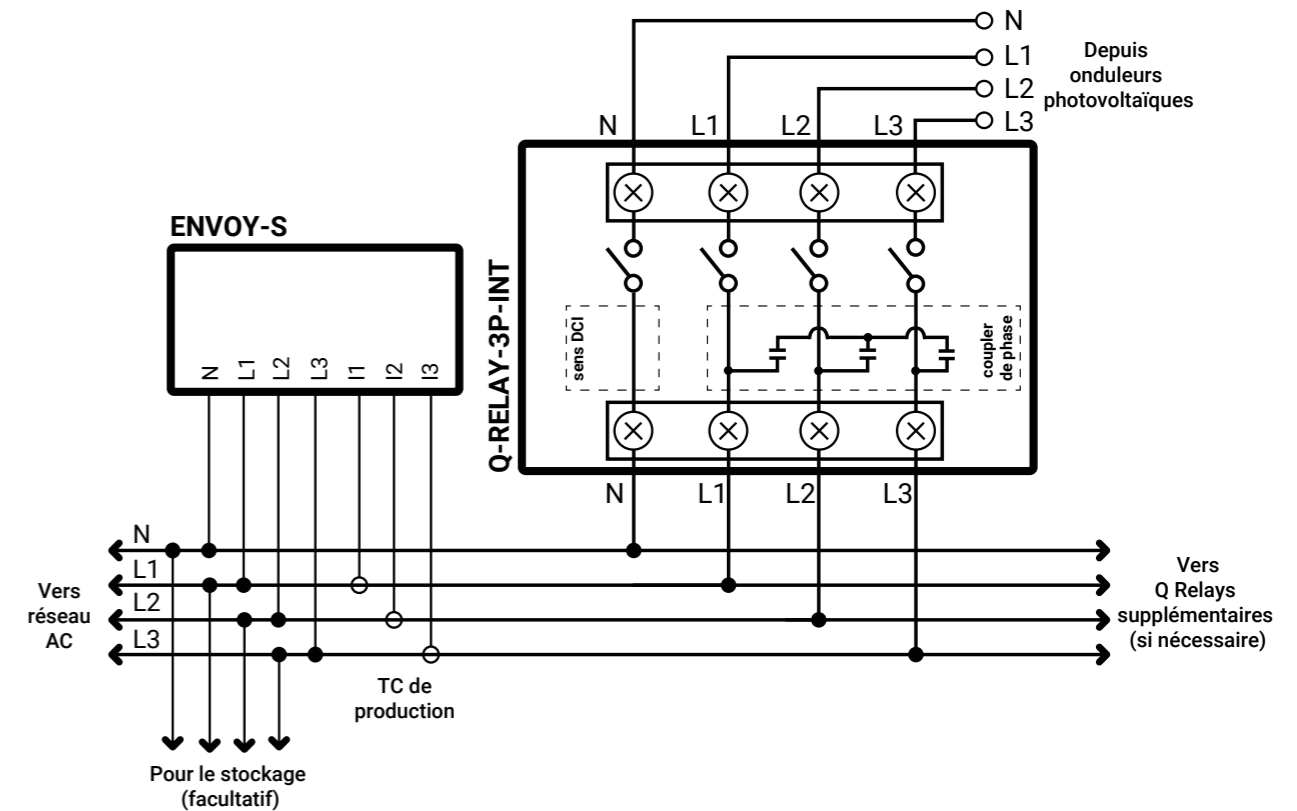 N
L1
L2
L3
Depuis
onduleurs
photovoltaïques
N
L1
L2
L3
ENVOY-S
Q-RELAY-3P-INT
sens DCI
coupler
de phase
N
L1
L2
L3
I1
I2
I3
N
L1
L2
L3
N
L1
L2
L3
Vers
réseau
AC
Vers
Q Relays
supplémentaires
(si nécessaire)
TC de
production
Pour le stockage
(facultatif)